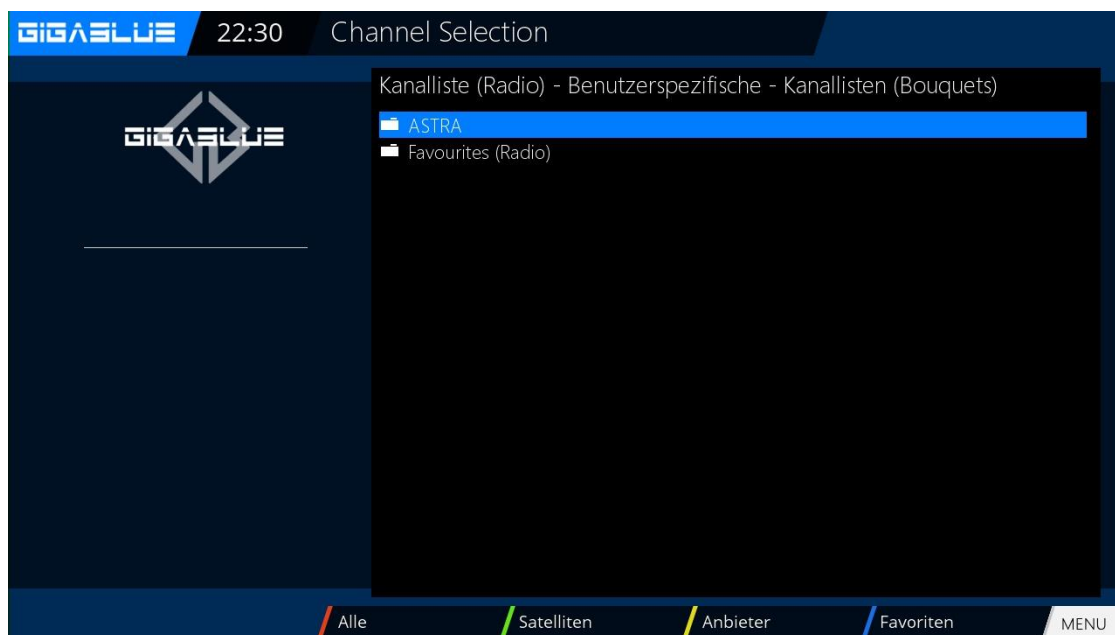 GIGABLUE 22:30 Channel Selection
Kanalliste (Radio) - Benutzerspezifische - Kanallisten (Bouquets)
GIGABLUE
ASTRA
Favourites (Radio)
Alle Satelliten Anbieter Favoriten MENU